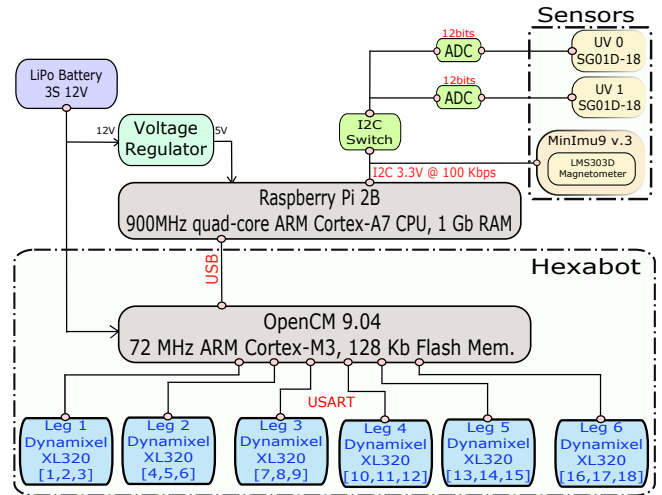 Sensors
12bits
ADC
UV 0
SG01D-18
LiPo Battery
3S 12V
12bits
ADC
UV 1
SG01D-18
12V
Voltage
Regulator
5V
I2C
Switch
MinImu9 v.3
LMS303D
Magnetometer
I2C 3.3V @ 100 Kbps
Raspberry Pi 2B
900MHz quad-core ARM Cortex-A7 CPU, 1 Gb RAM
USB
Hexabot
OpenCM 9.04
72 MHz ARM Cortex-M3, 128 Kb Flash Mem.
USART
Leg 1
Dynamixel
XL320
[1,2,3]
Leg 2
Dynamixel
XL320
[4,5,6]
Leg 3
Dynamixel
XL320
[7,8,9]
Leg 4
Dynamixel
XL320
[10,11,12]
Leg 5
Dynamixel
XL320
[13,14,15]
Leg 6
Dynamixel
XL320
[16,17,18]